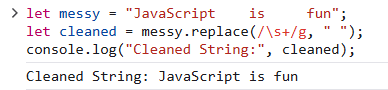 > let messy = "JavaScript    is    fun";
let cleaned = messy.replace(/\s+/g, " ");
console.log("Cleaned String:", cleaned);
Cleaned String: JavaScript is fun